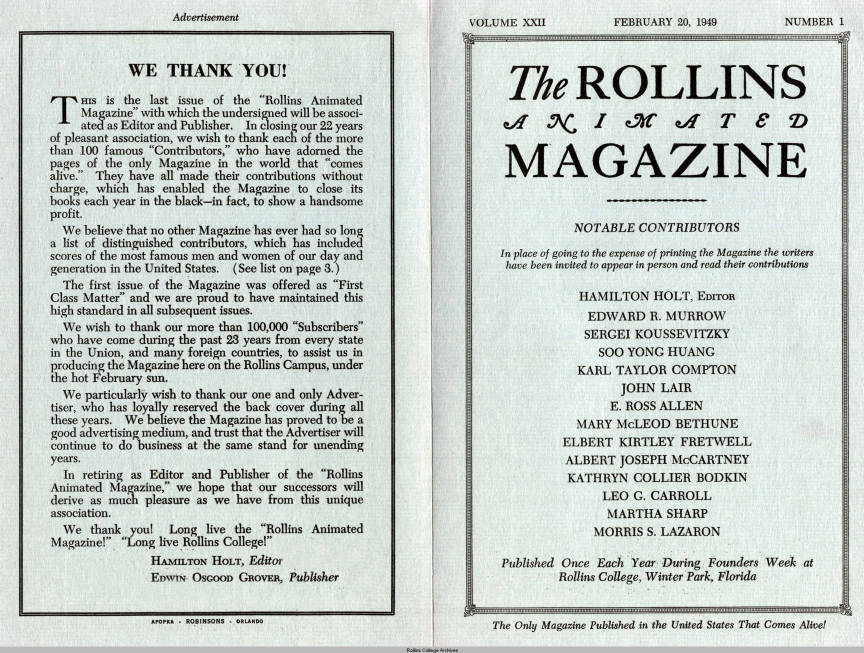 Advertisement
WE THANK YOU!
THIS is the last issue of the "Rollins Animated
Magazine" with which the undersigned will be associ-
ated as Editor and Publisher. In closing our 22 years
of pleasant association, we wish to thank each of the more
than 100 famous "Contributors," who have adorned the
pages of the only Magazine in the world that "comes
alive." They have all made their contributions without
charge, which has enabled the Magazine to close its
books each year in the black—in fact, to show a handsome
profit.
We believe that no other Magazine has ever had so long
a list of distinguished contributors, which has included
scores of the most famous men and women of our day and
generation in the United States. (See list on page 3.)
The first issue of the Magazine was offered as "First
Class Matter" and we are proud to have maintained this
high standard in all subsequent issues.
We wish to thank our more than 100,000 "Subscribers"
who have come during the past 23 years from every state
in the Union, and many foreign countries, to assist us in
producing the Magazine here on the Rollins Campus, under
the hot February sun.
We particularly wish to thank our one and only Adver-
tiser, who has loyally reserved the back cover during all
these years. We believe the Magazine has proved to be a
good advertising medium, and trust that the Advertiser will
continue to do business at the same stand for unending
years.
In retiring as Editor and Publisher of the "Rollins
Animated Magazine," we hope that our successors will
derive as much pleasure as we have from this unique
association.
We thank you! Long live the "Rollins Animated
Magazine!" "Long live Rollins College!"
HAMILTON HOLT, Editor
EDWIN OSGOOD GROVER, Publisher
APOPKA - ROBINSONS - ORLANDO
VOLUME XXII FEBRUARY 20, 1949 NUMBER 1
The ROLLINS
ANIMATED
MAGAZINE
NOTABLE CONTRIBUTORS
In place of going to the expense of printing the Magazine the writers
have been invited to appear in person and read their contributions
HAMILTON HOLT, EDITOR
EDWARD R. MURROW
SERGEI KOUSSEVITZKY
SOO YONG HUANG
KARL TAYLOR COMPTON
JOHN LAIR
E. ROSS ALLEN
MARY McLEOD BETHUNE
ELBERT KIRTLEY FRETWELL
ALBERT JOSEPH McCARTNEY
KATHRYN COLLIER BODKIN
LEO G. CARROLL
MARTHA SHARP
MORRIS S. LAZARON
Published Once Each Year During Founders Week at
Rollins College, Winter Park, Florida
The Only Magazine Published in the United States That Comes Alive!
Rollins College Archives